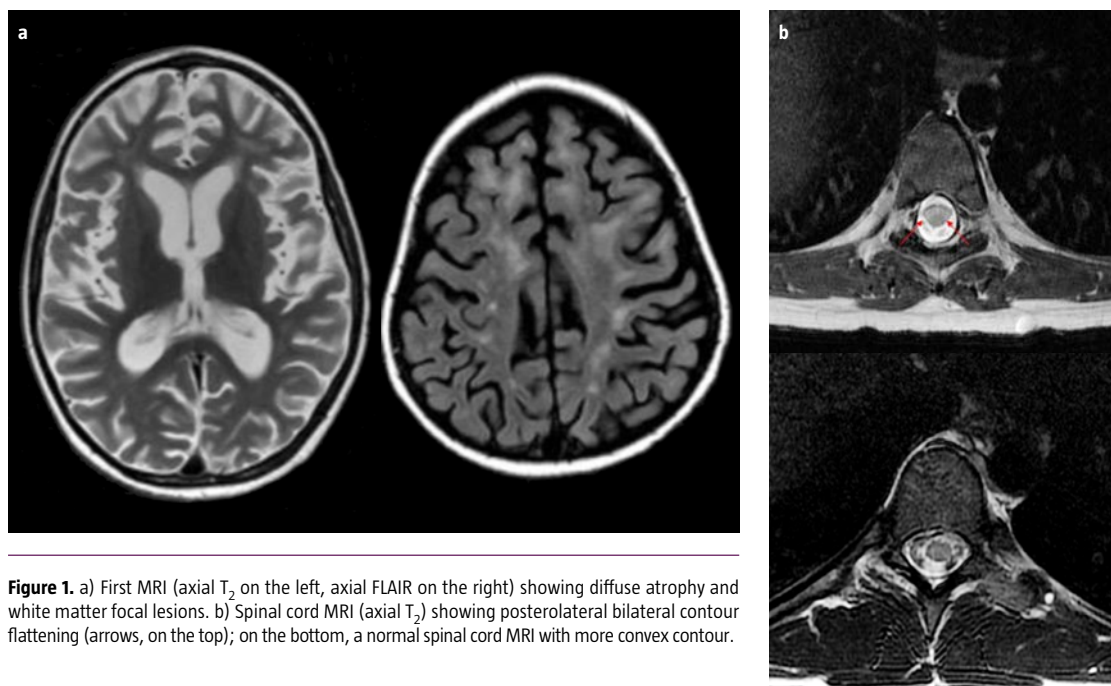 a
b
Figure 1. a) First MRI (axial T2 on the left, axial FLAIR on the right) showing diffuse atrophy and
white matter focal lesions. b) Spinal cord MRI (axial T2) showing posterolateral bilateral contour
flattening (arrows, on the top); on the bottom, a normal spinal cord MRI with more convex contour.